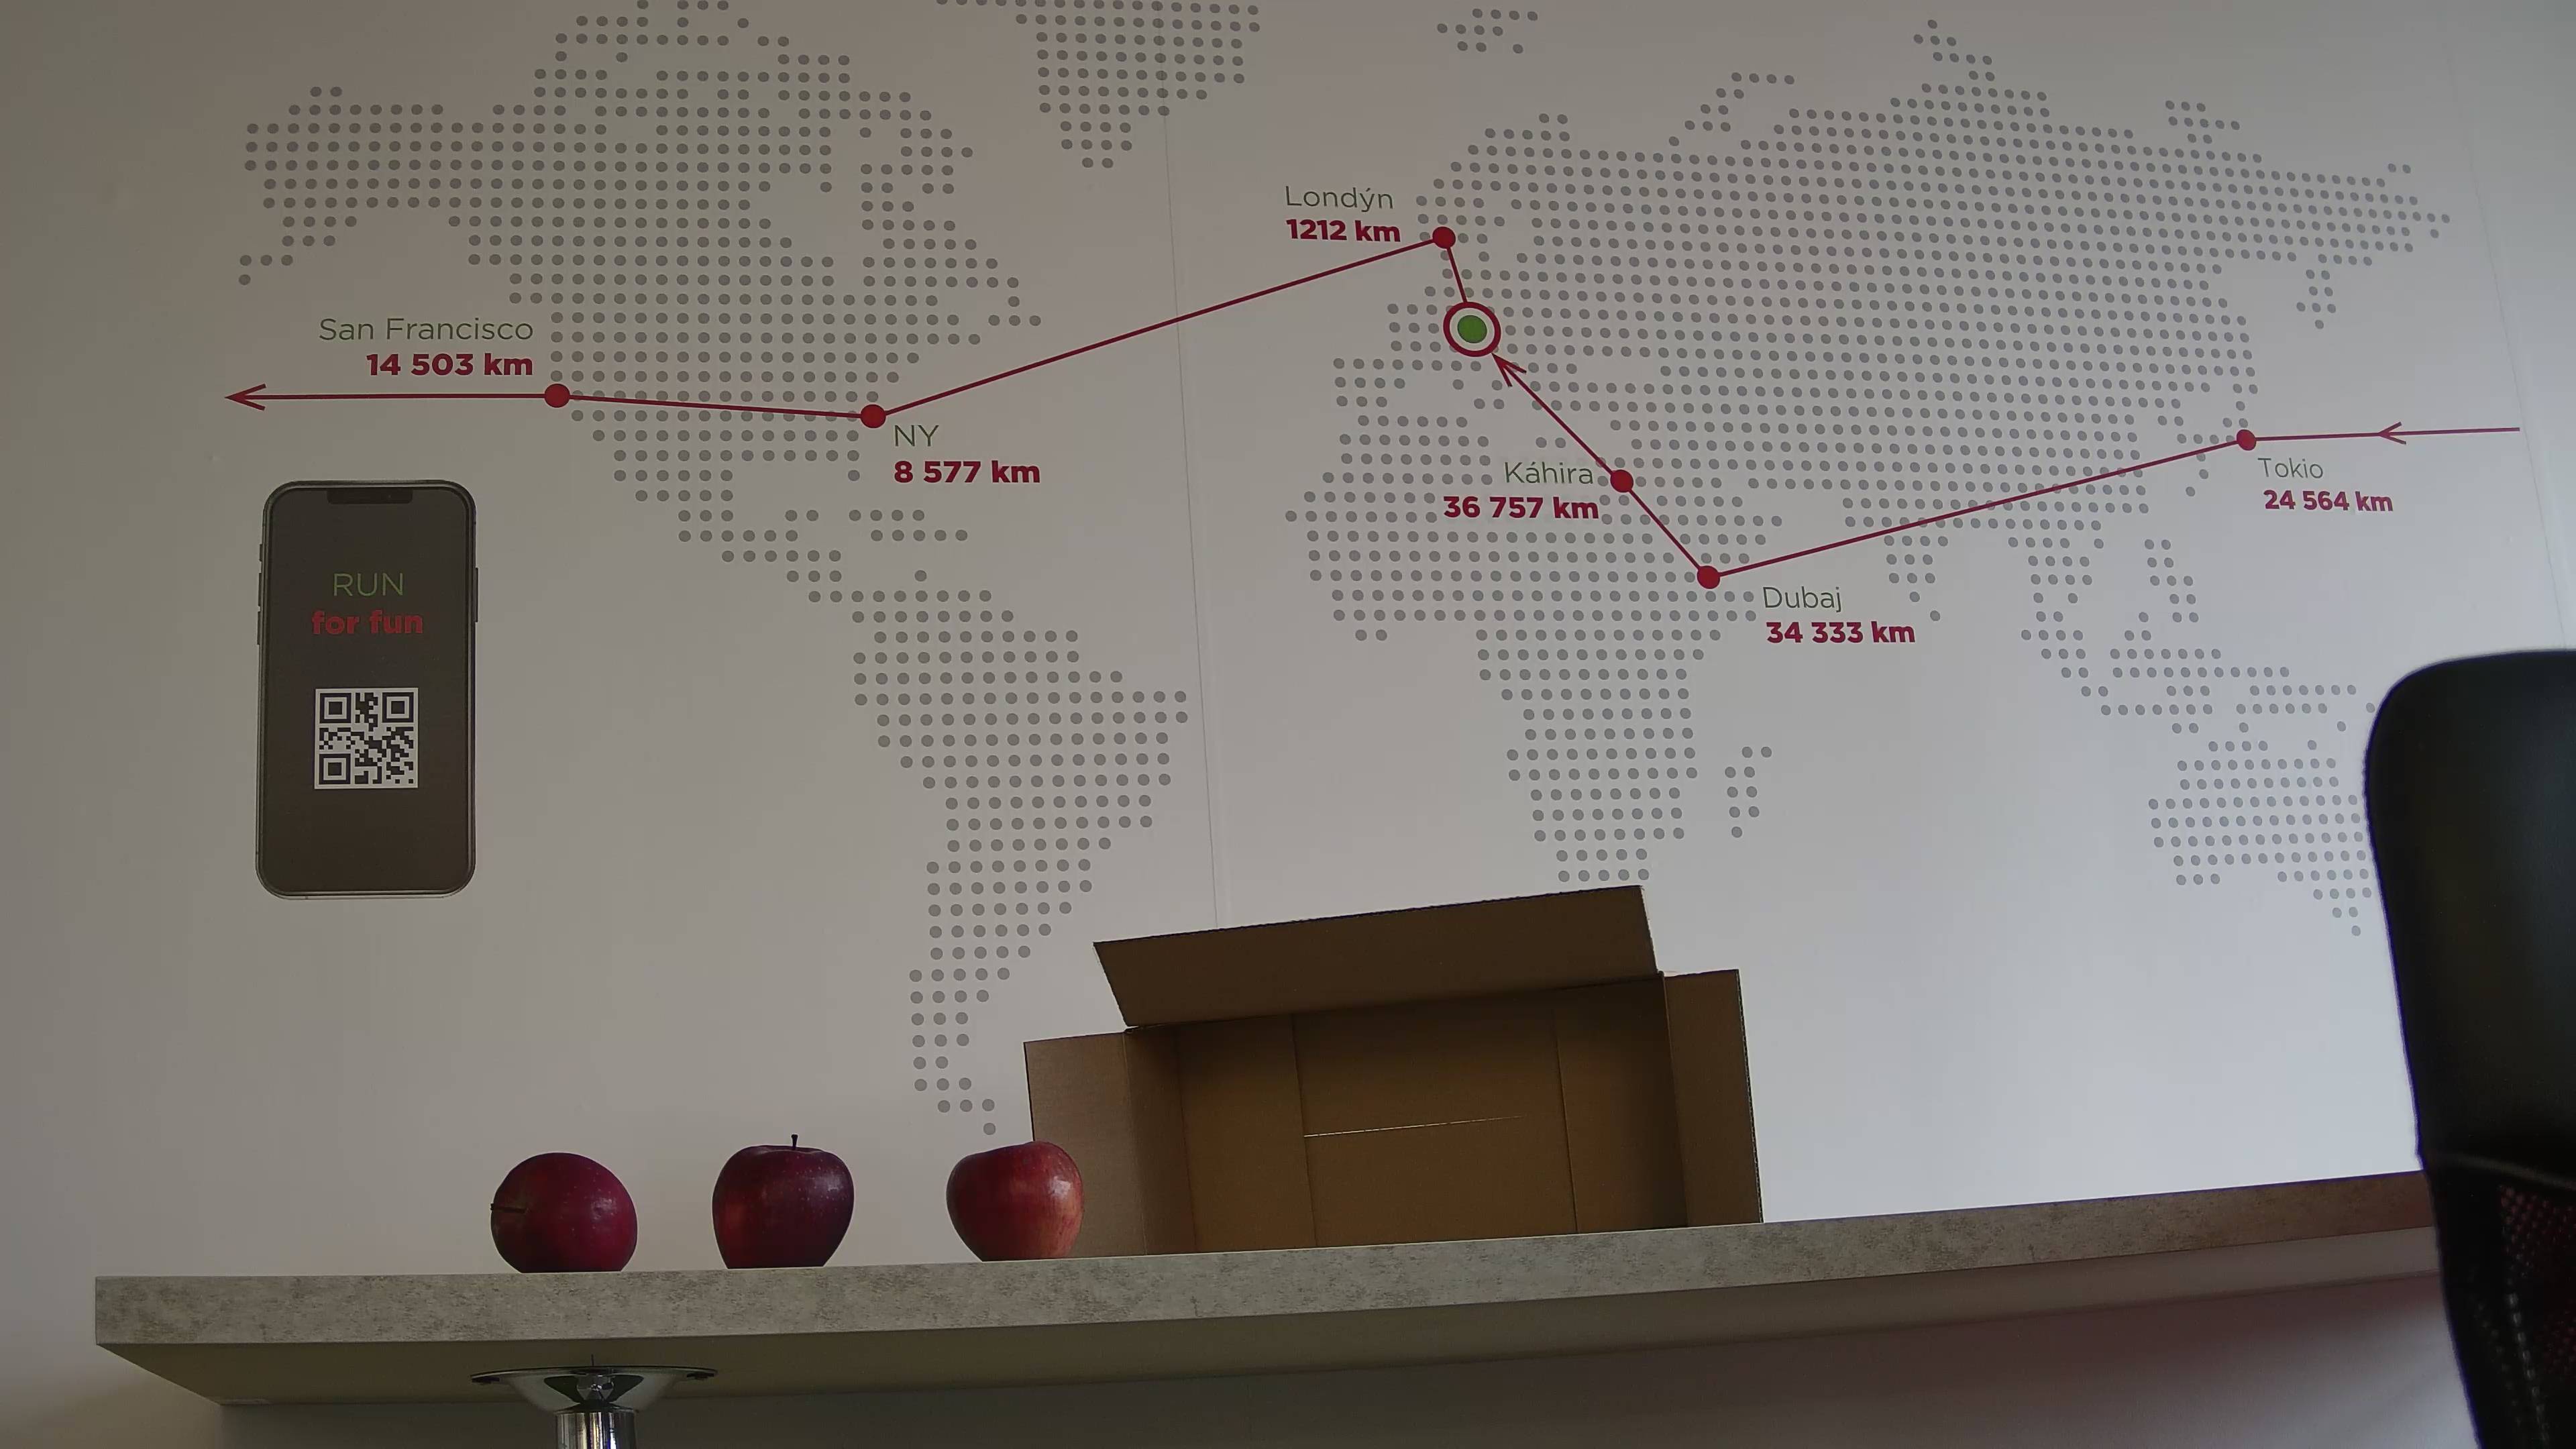 Londýn
1212 km
San Francisco
14 503 km
NY
8 577 km
Káhira
36 757 km
Tokio
24 564 km
Dubaj
34 333 km
RUN
for fun